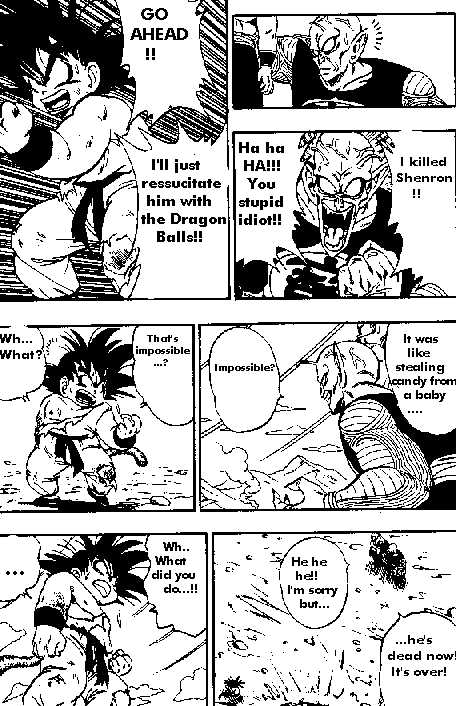 GO
AHEAD
!!
I'll just
ressucitate
him with
the Dragon
Balls!!
Ha ha
HA!!!
You
stupid
idiot!!
I killed
Shenron
!!
Wh...
What?
That's
impossible
...?
Impossible?
It was
like
stealing
candy from
a baby
....
...
Wh..
What
did you
do...!!
He he
he!!
I'm sorry
but...
...he's
dead now!
It's over!